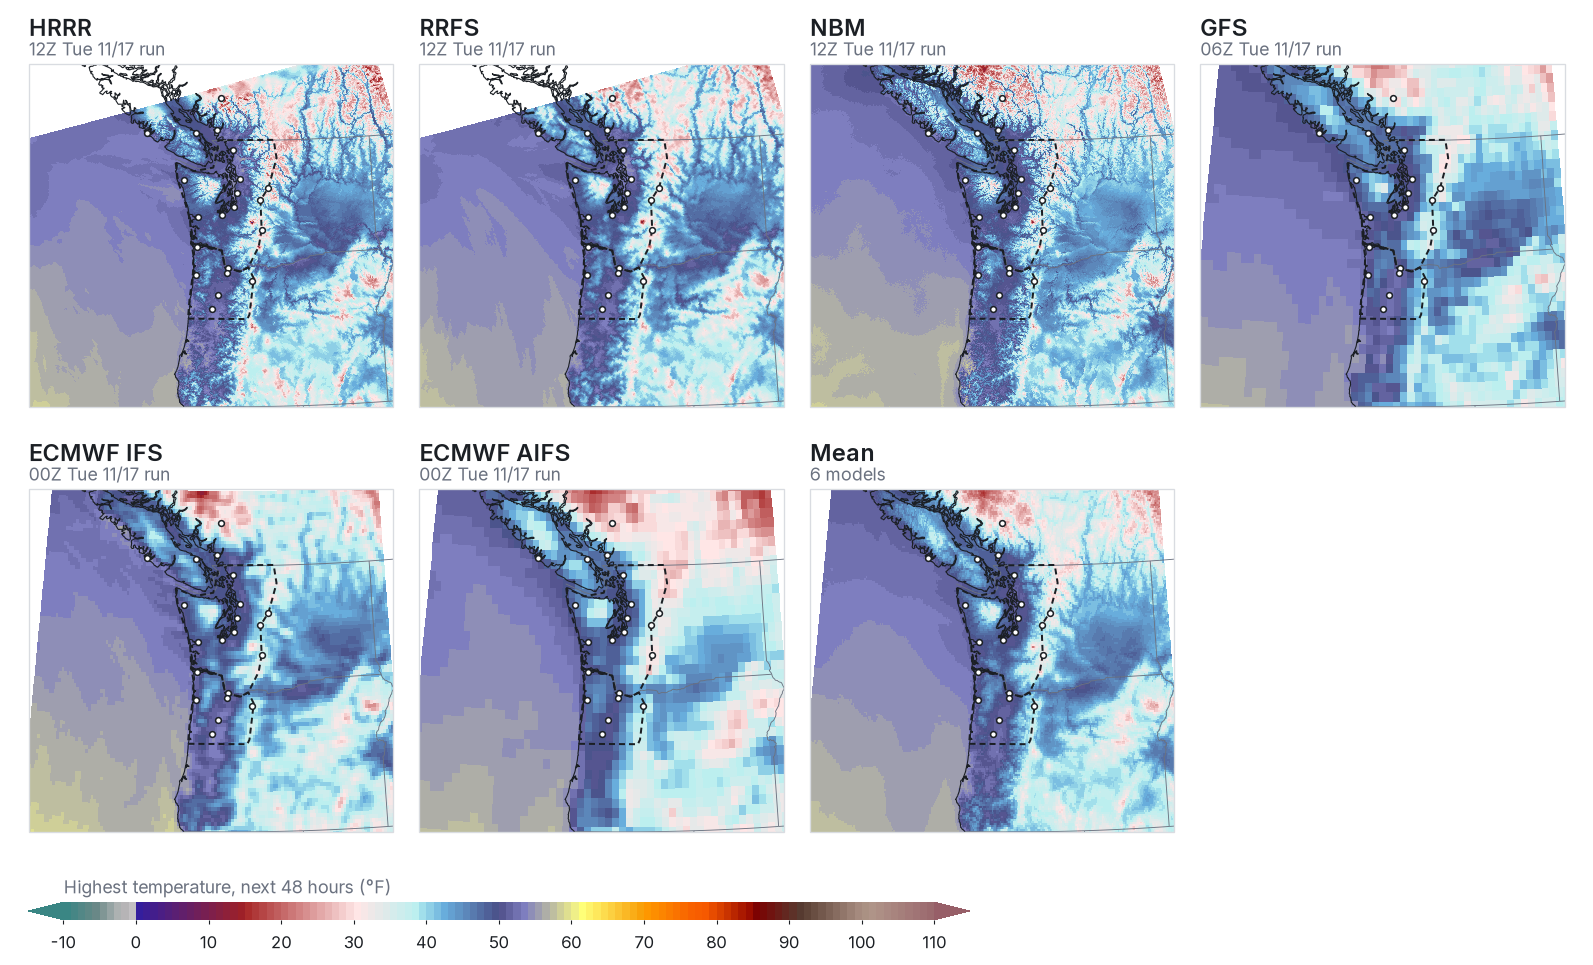 HRRR
12Z Tue 11/17 run
RRFS
12Z Tue 11/17 run
NBM
12Z Tue 11/17 run
GFS
06Z Tue 11/17 run
ECMWF IFS
00Z Tue 11/17 run
ECMWF AIFS
00Z Tue 11/17 run
Mean
6 models
Highest temperature, next 48 hours (°F)
-10 0 10 20 30 40 50 60 70 80 90 100 110